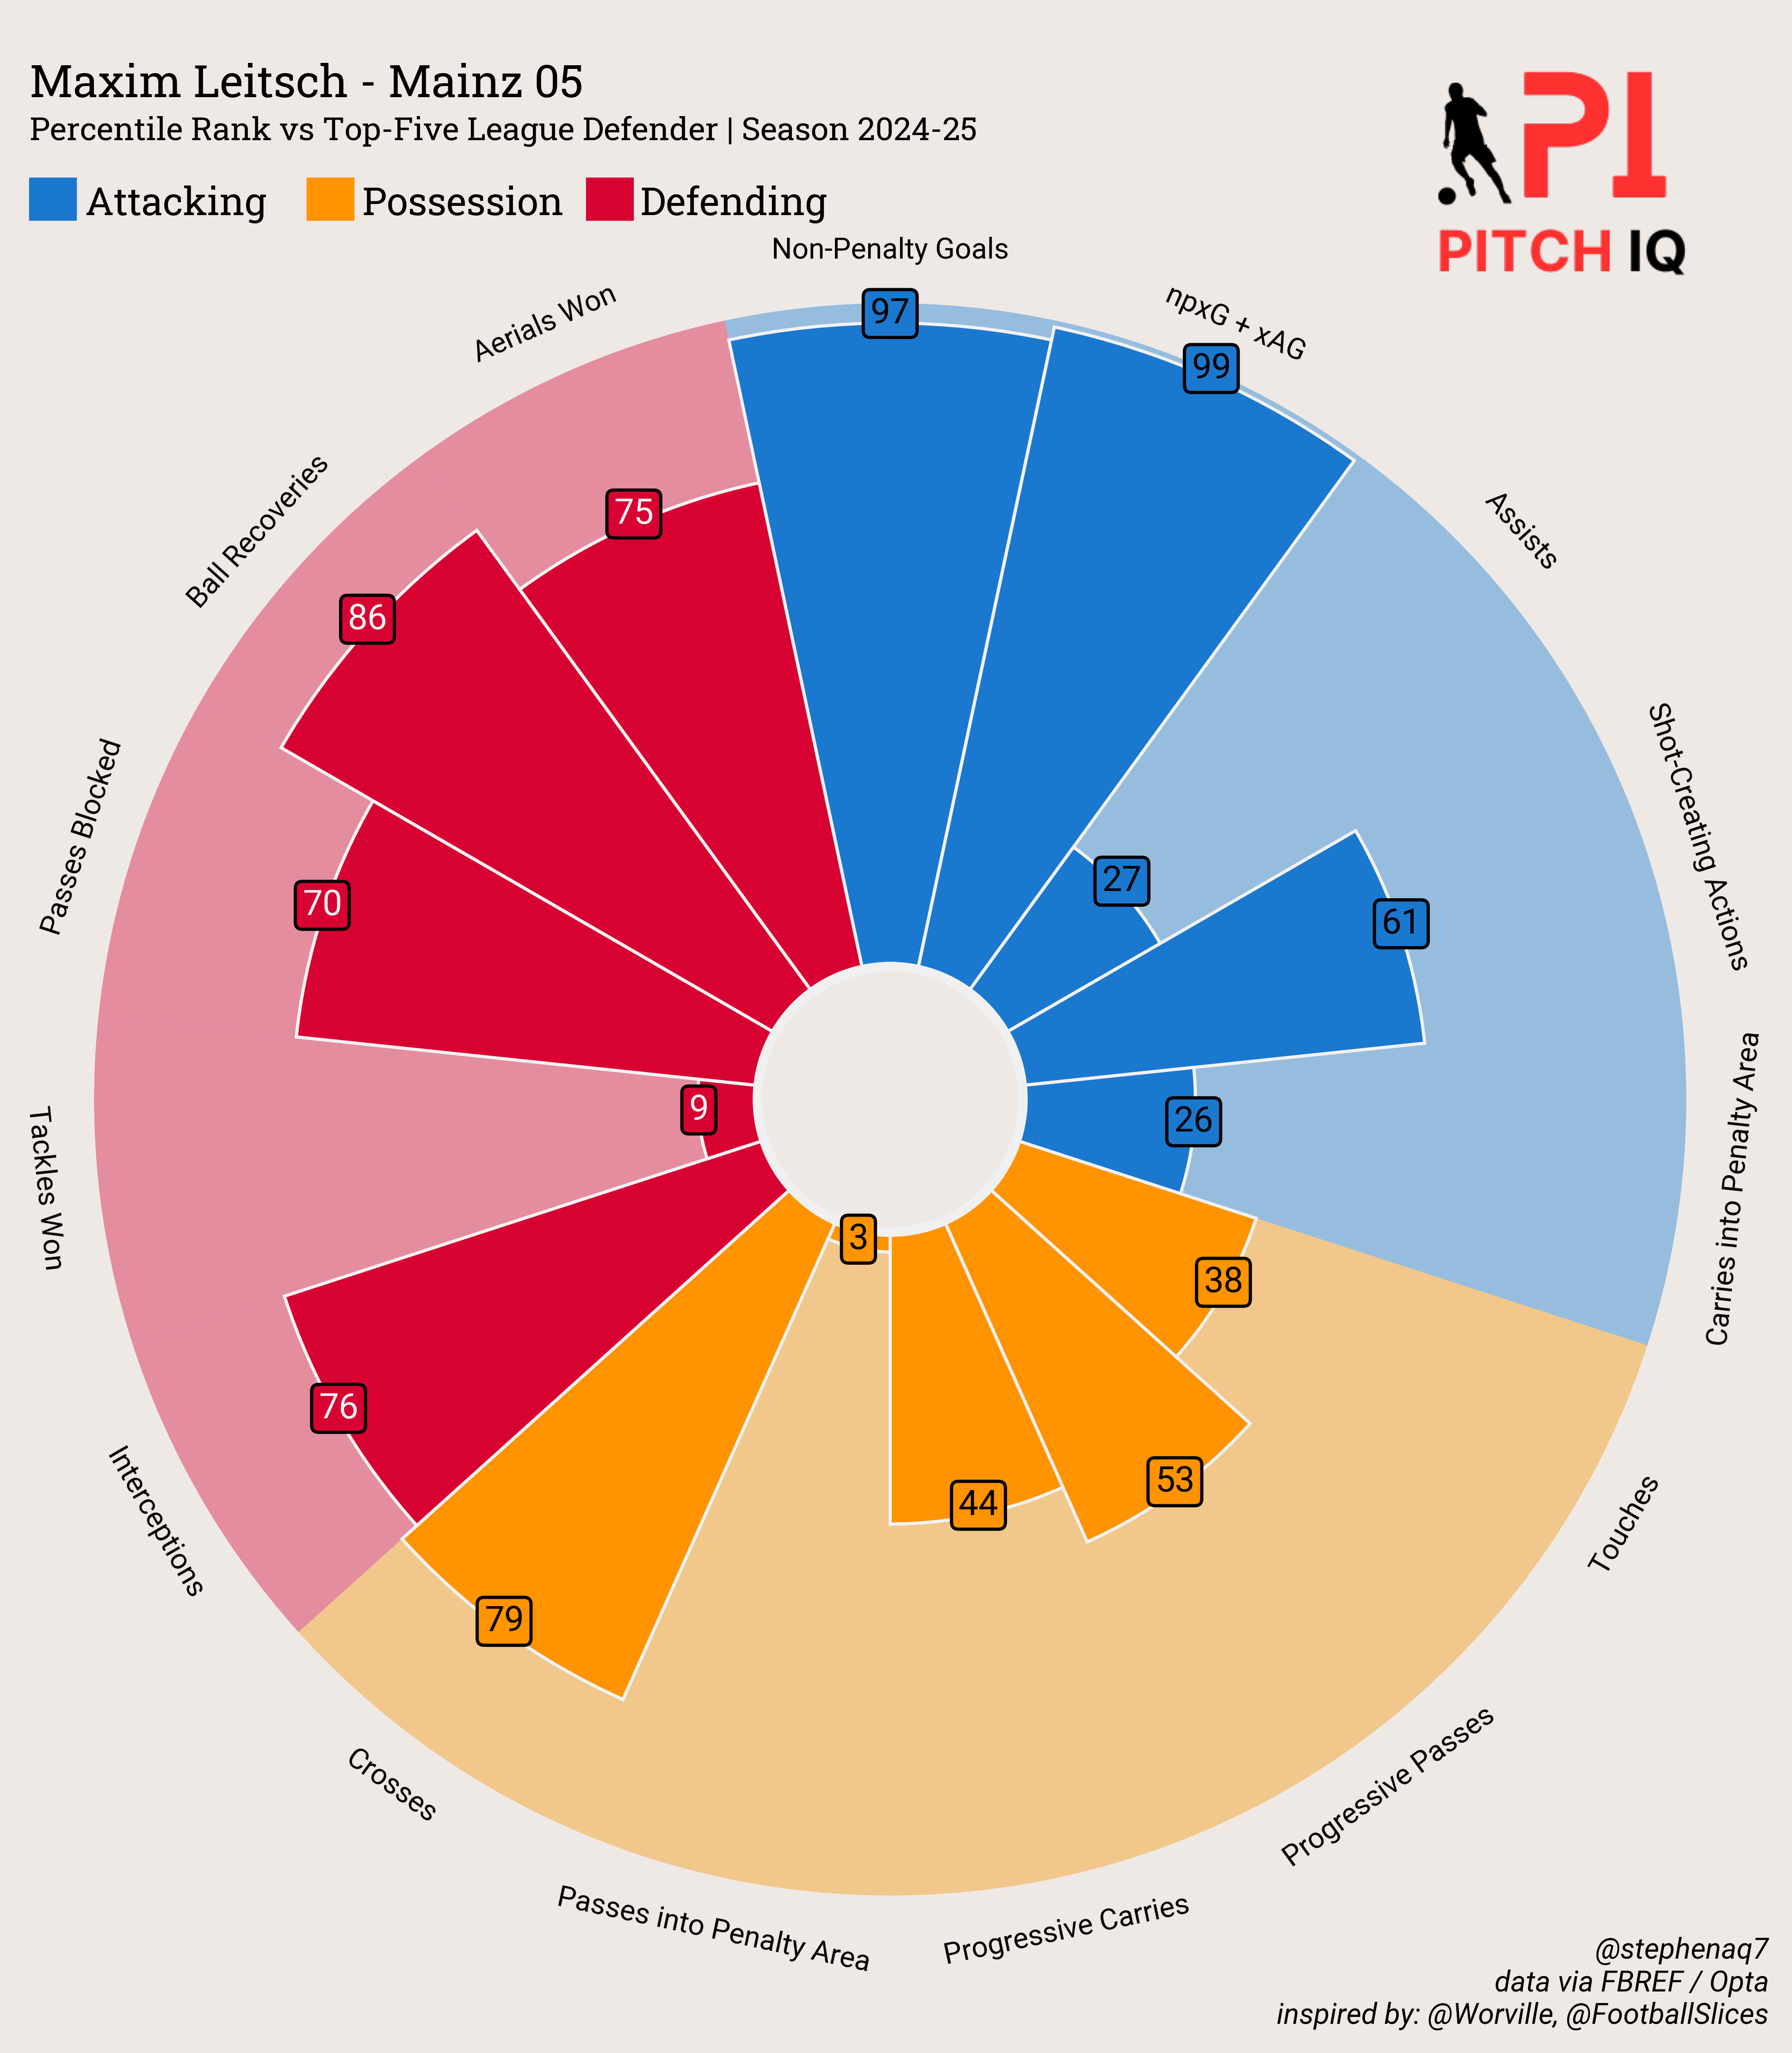 Maxim Leitsch - Mainz 05
Percentile Rank vs Top-Five League Defender | Season 2024-25
Attacking
Possession
Defending
PI
PITCH IQ
Non-Penalty Goals
97
npxG + xAG
99
Assists
27
Shot-Creating Actions
61
Carries into Penalty Area
26
Touches
38
Progressive Passes
53
Progressive Carries
44
Passes into Penalty Area
3
Crosses
79
Interceptions
76
Tackles Won
9
Passes Blocked
70
Ball Recoveries
86
Aerials Won
75
@stephenaq7
data via FBREF / Opta
inspired by: @Worville, @FootballSlices